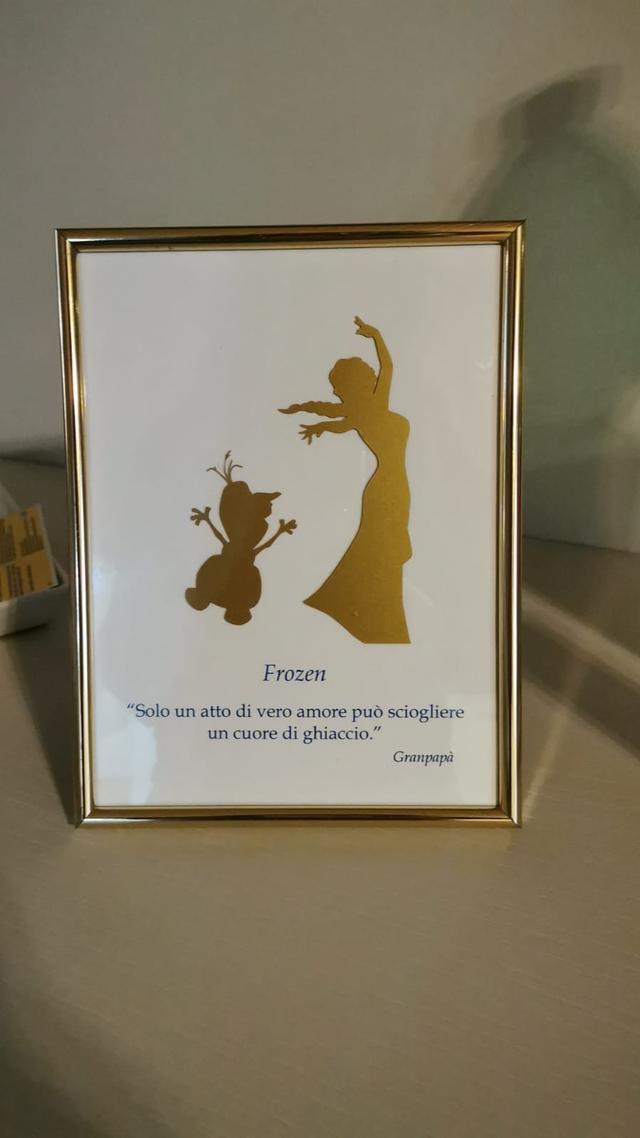 Frozen
“Solo un atto di vero amore può sciogliere
un cuore di ghiaccio.”
Granpapà